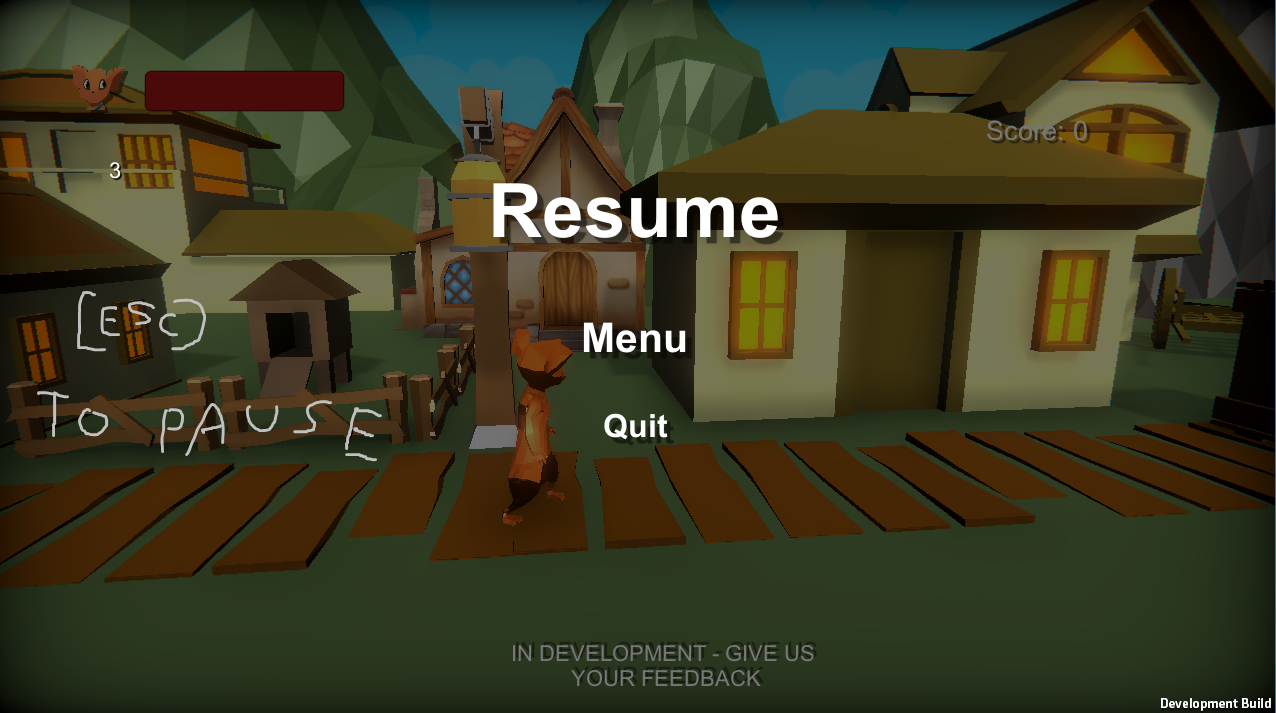 Score: 0
3
Resume
[ESC)
Menu
TO PAUSE
Quit
IN DEVELOPMENT - GIVE US
YOUR FEEDBACK
Development Build